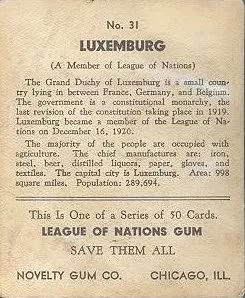 No. 31
LUXEMBURG
(A Member of League of Nations)
The Grand Duchy of Luxemburg is a small coun-
try lying in between France, Germany, and Belgium.
The government is a constitutional monarchy, the
last revision of the constitution taking place in 1919.
Luxemburg became a member of the League of Na-
tions on December 16, 1920.
The majority of the people are occupied with
agriculture. The chief manufactures are: iron,
steel, beer, distilled liquors, paper, gloves, and
textiles. The capital city is Luxemburg. Area: 998
square miles. Population: 289,694.
This Is One of a Series of 50 Cards.
LEAGUE OF NATIONS GUM
SAVE THEM ALL
NOVELTY GUM CO. CHICAGO, ILL.